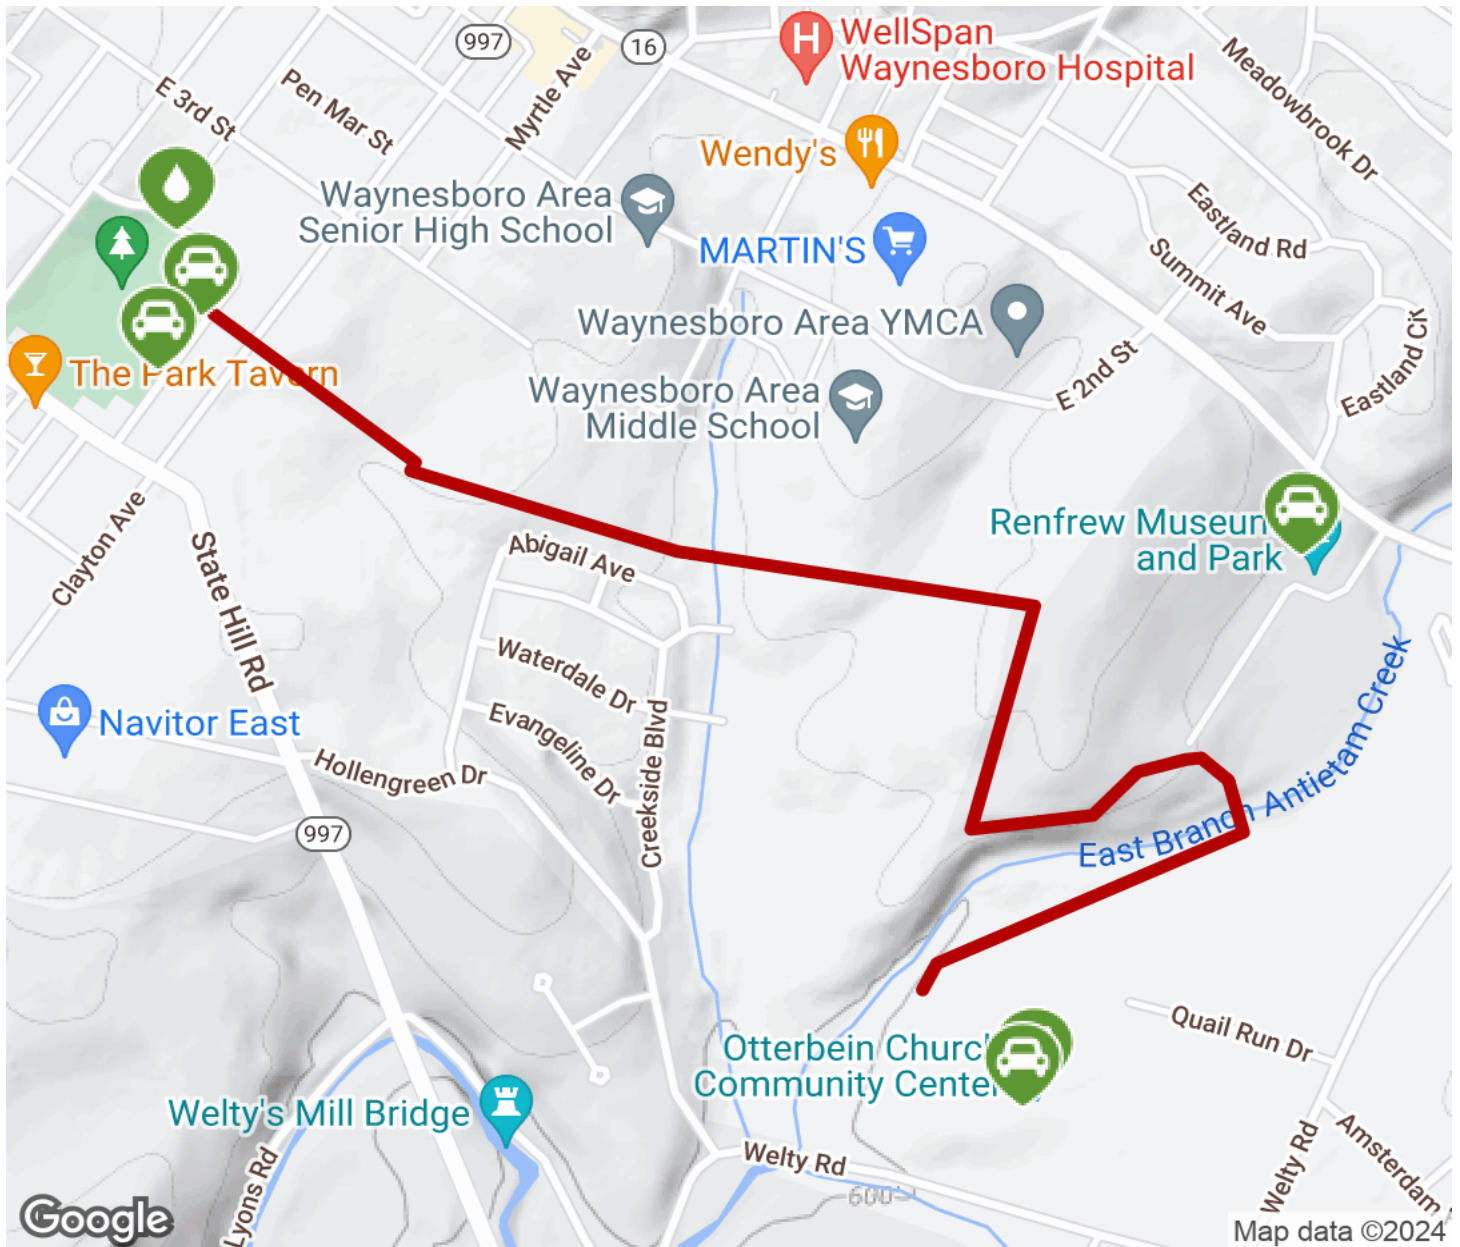 997
16
H
WellSpan
Waynesboro Hospital
Meadowbrook Dr
E 3rd St
Pen Mar St
Myrtle Ave
Wendy's
Waynesboro Area
Senior High School
MARTIN'S
Eastland Rd
Summit Ave
Waynesboro Area YMCA
The Park Tavern
Waynesboro Area
Middle School
E 2nd St
Eastland Cir
Clayton Ave
State Hill Rd
Renfrew Museum
and Park
Abigail Ave
Waterdale Dr
Evangeline Dr
Creekside Blvd
Navitor East
Hollengreen Dr
997
East Branch Antietam Creek
Quail Run Dr
Otterbein Church
Community Center
Welty's Mill Bridge
Welty Rd
Welty Rd
Amsterdam
Lyons Rd
Google
Map data ©2024